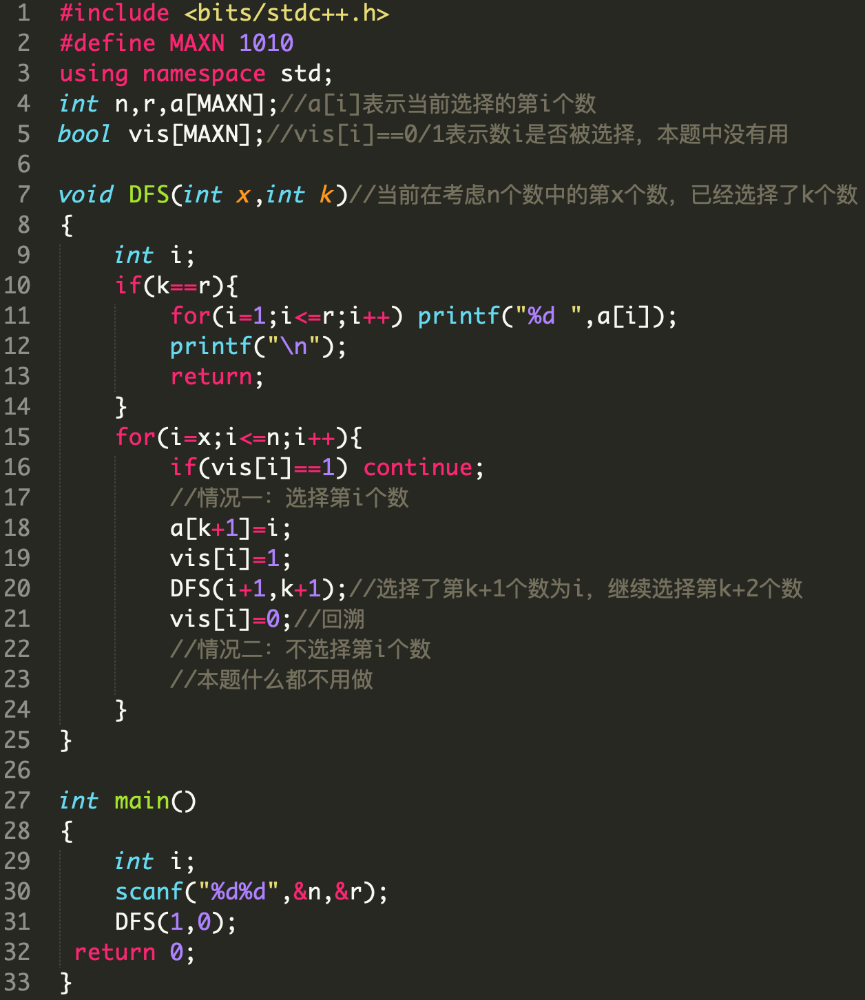 1 #include <bits/stdc++.h>
2 #define MAXN 1010
3 using namespace std;
4 int n,r,a[MAXN];//a[i]表示当前选择的第i个数
5 bool vis[MAXN];//vis[i]==0/1表示数i是否被选择，本题中没有用
6
7 void DFS(int x,int k)//当前在考虑n个数中的第x个数，已经选择了k个数
8 {
9     int i;
10     if(k==r){
11         for(i=1;i<=r;i++) printf("%d ",a[i]);
12         printf("\n");
13         return;
14     }
15     for(i=x;i<=n;i++){
16         if(vis[i]==1) continue;
17         //情况一：选择第i个数
18         a[k+1]=i;
19         vis[i]=1;
20         DFS(i+1,k+1);//选择了第k+1个数为i，继续选择第k+2个数
21         vis[i]=0;//回溯
22         //情况二：不选择第i个数
23         //本题什么都不用做
24     }
25 }
26
27 int main()
28 {
29     int i;
30     scanf("%d%d",&n,&r);
31     DFS(1,0);
32  return 0;
33 }